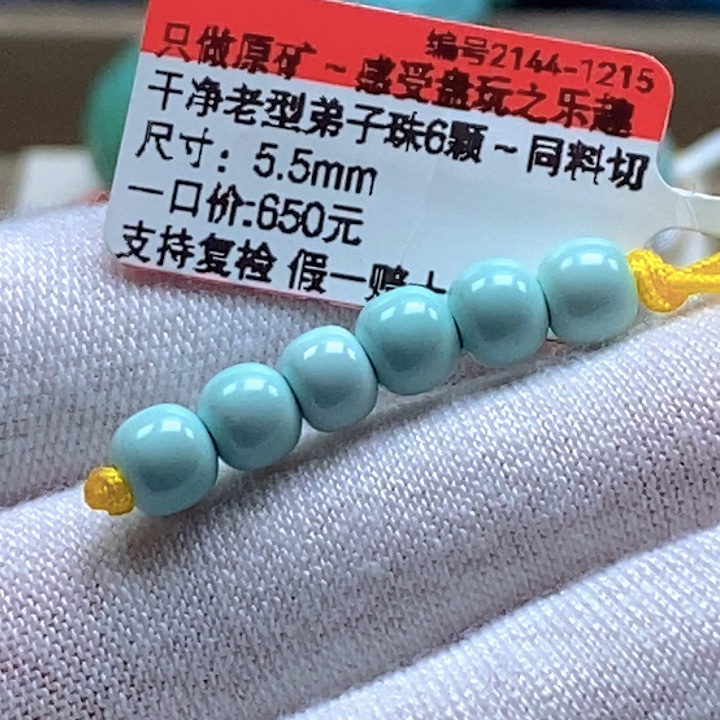 编号2144-1215
只做原矿~感受盘玩之乐趣
干净老型弟子珠6颗~同料切
尺寸：5.5mm
一口价:650元
支持复检 假一赔十